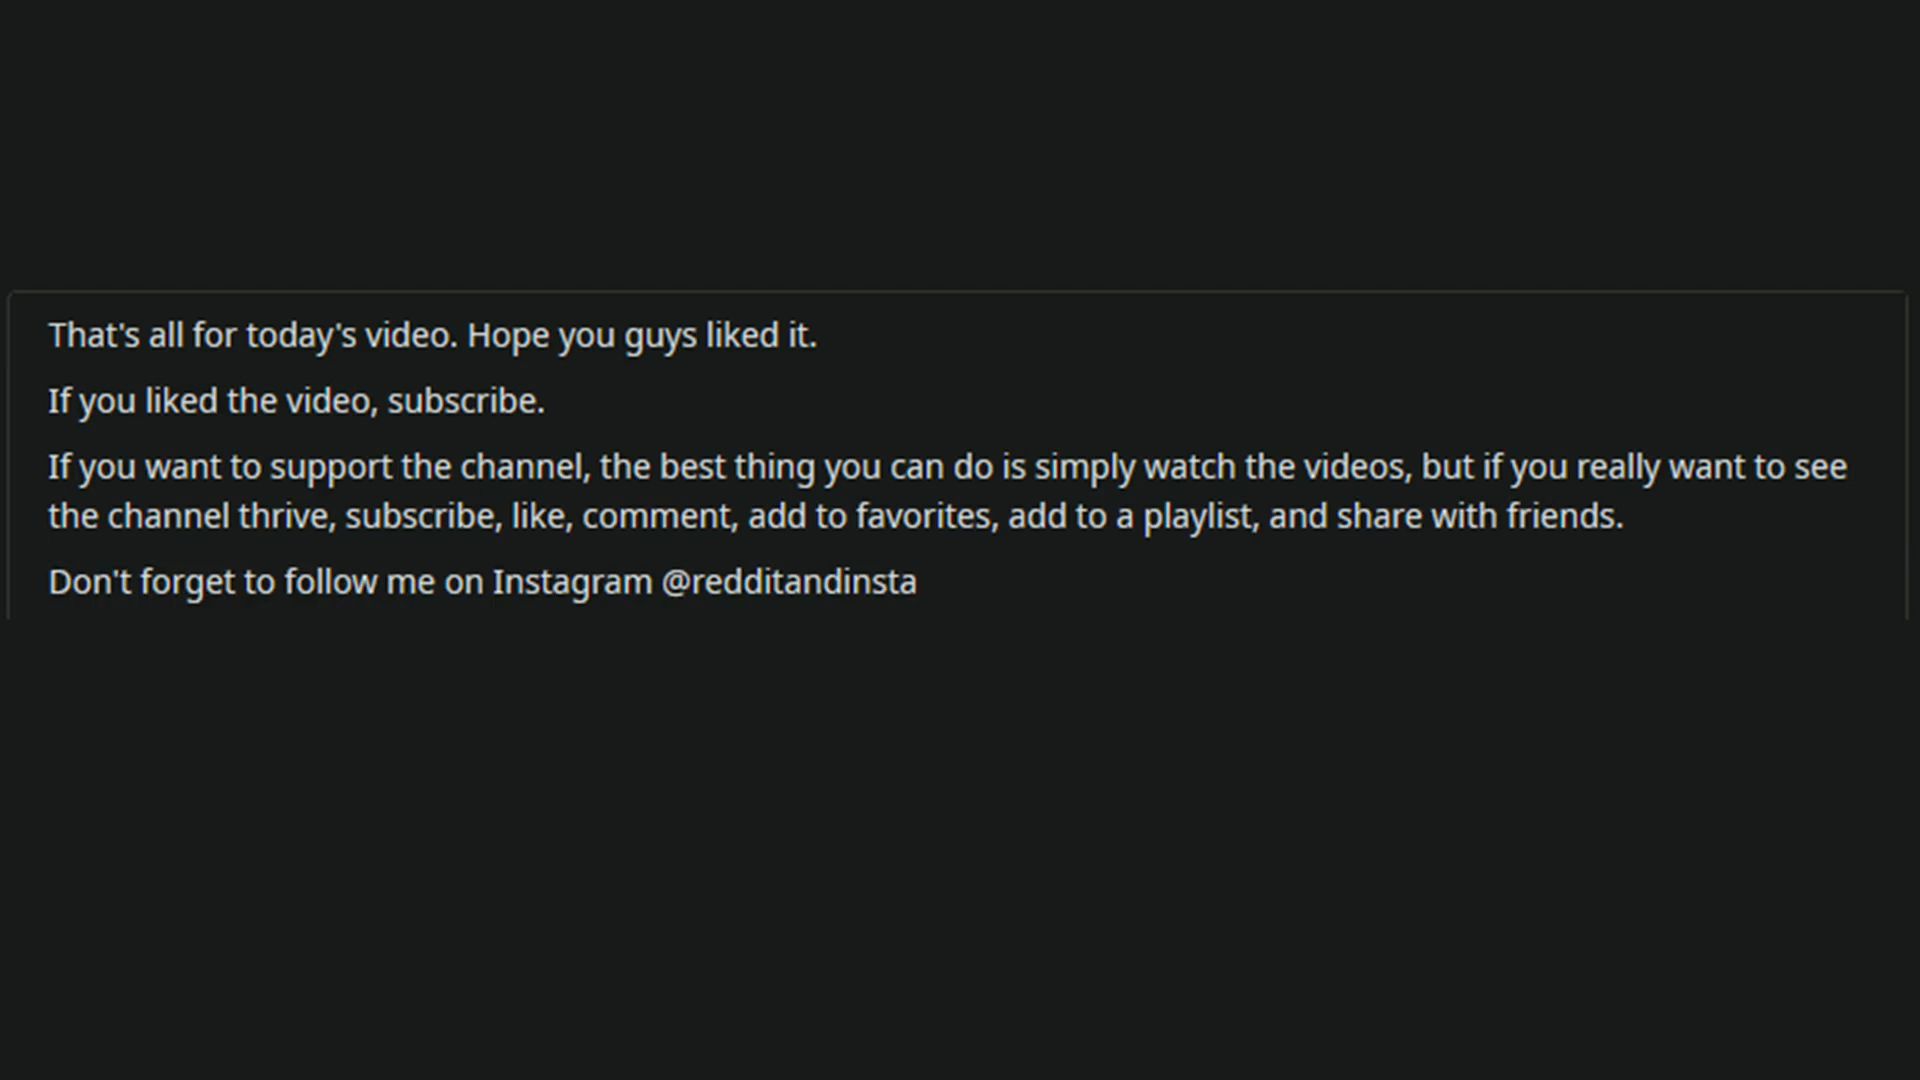 That's all for today's video. Hope you guys liked it.
If you liked the video, subscribe.
If you want to support the channel, the best thing you can do is simply watch the videos, but if you really want to see
the channel thrive, subscribe, like, comment, add to favorites, add to a playlist, and share with friends.
Don't forget to follow me on Instagram @redditandinsta